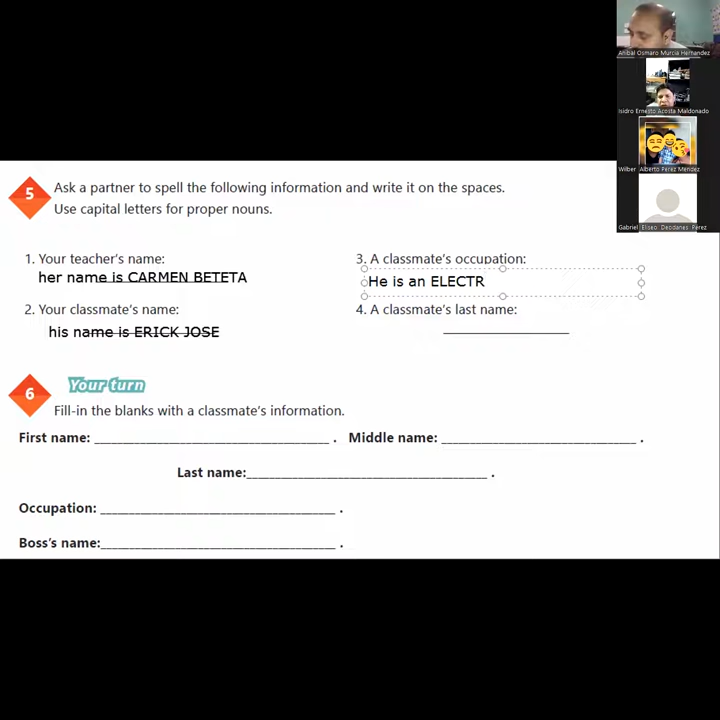 Anibal Osmaro Murcia Hernandez
Isidro Ernesto Acosta Maldonado
Wilber Alberto Pérez Méndez
Gabriel Eliseo Deodanes Pérez
5
Ask a partner to spell the following information and write it on the spaces.
Use capital letters for proper nouns.
1. Your teacher's name:
her name is CARMEN BETETA
2. Your classmate's name:
his name is ERICK JOSE
3. A classmate's occupation:
He is an ELECTR
4. A classmate's last name:
6
Your turn
Fill-in the blanks with a classmate's information.
First name: . Middle name: .
Last name: .
Occupation: .
Boss's name: .